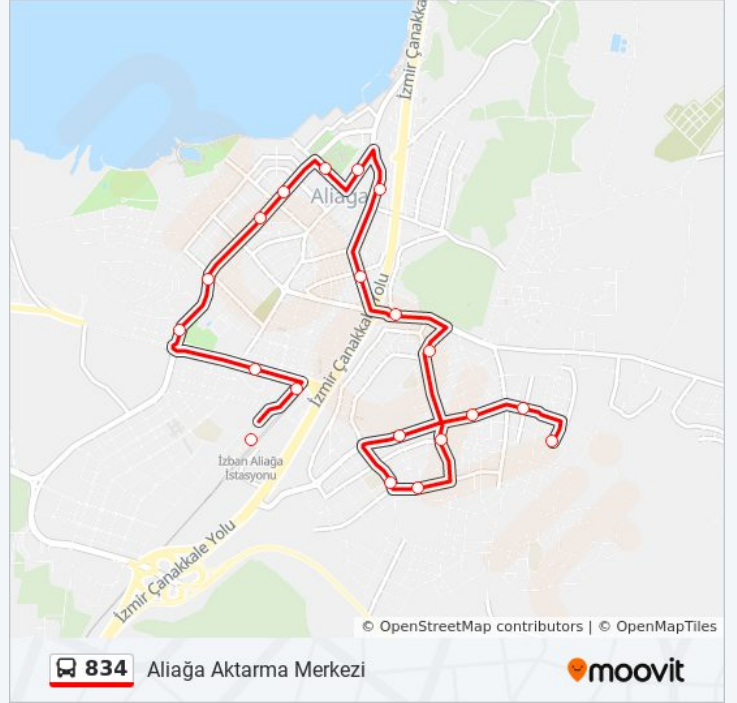 İzmir Çanakkale
Aliağa
İzmir Çanakkale Yolu
İzban Aliağa
İstasyonu
İzmir Çanakkale Yolu
© OpenStreetMap contributors | © OpenMapTiles
834 Aliağa Aktarma Merkezi
moovit